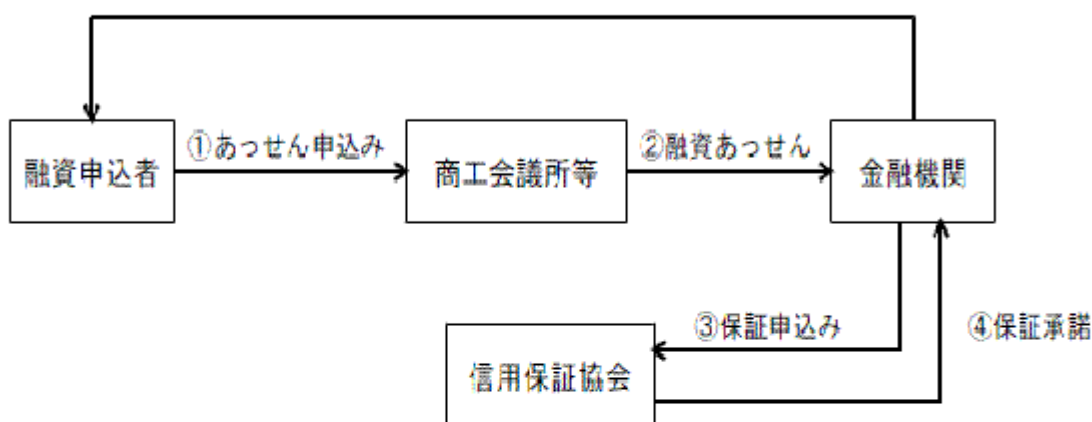 融資申込者
①あっせん申込み
商工会議所等
②融資あっせん
金融機関
③保証申込み
④保証承諾
信用保証協会